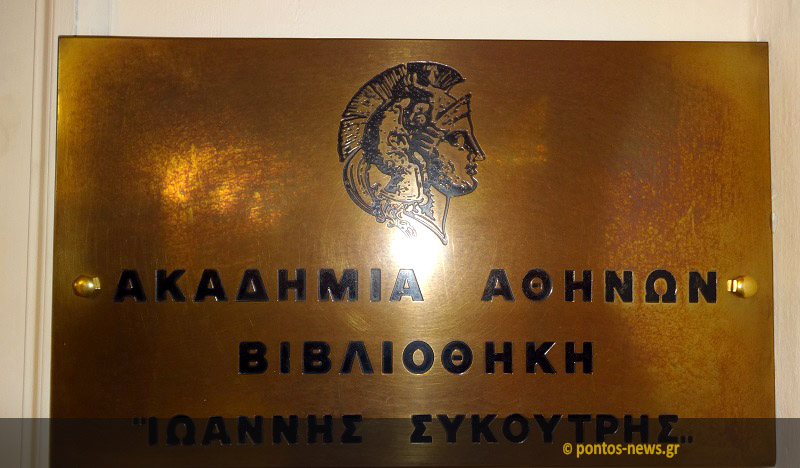 ΑΚΑΔΗΜΙΑ ΑΘΗΝΩΝ
ΒΙΒΛΙΟΘΗΚΗ
"ΙΩΑΝΝΗΣ ΣΥΚΟΥΤΡΗΣ„
© pontos-news.gr